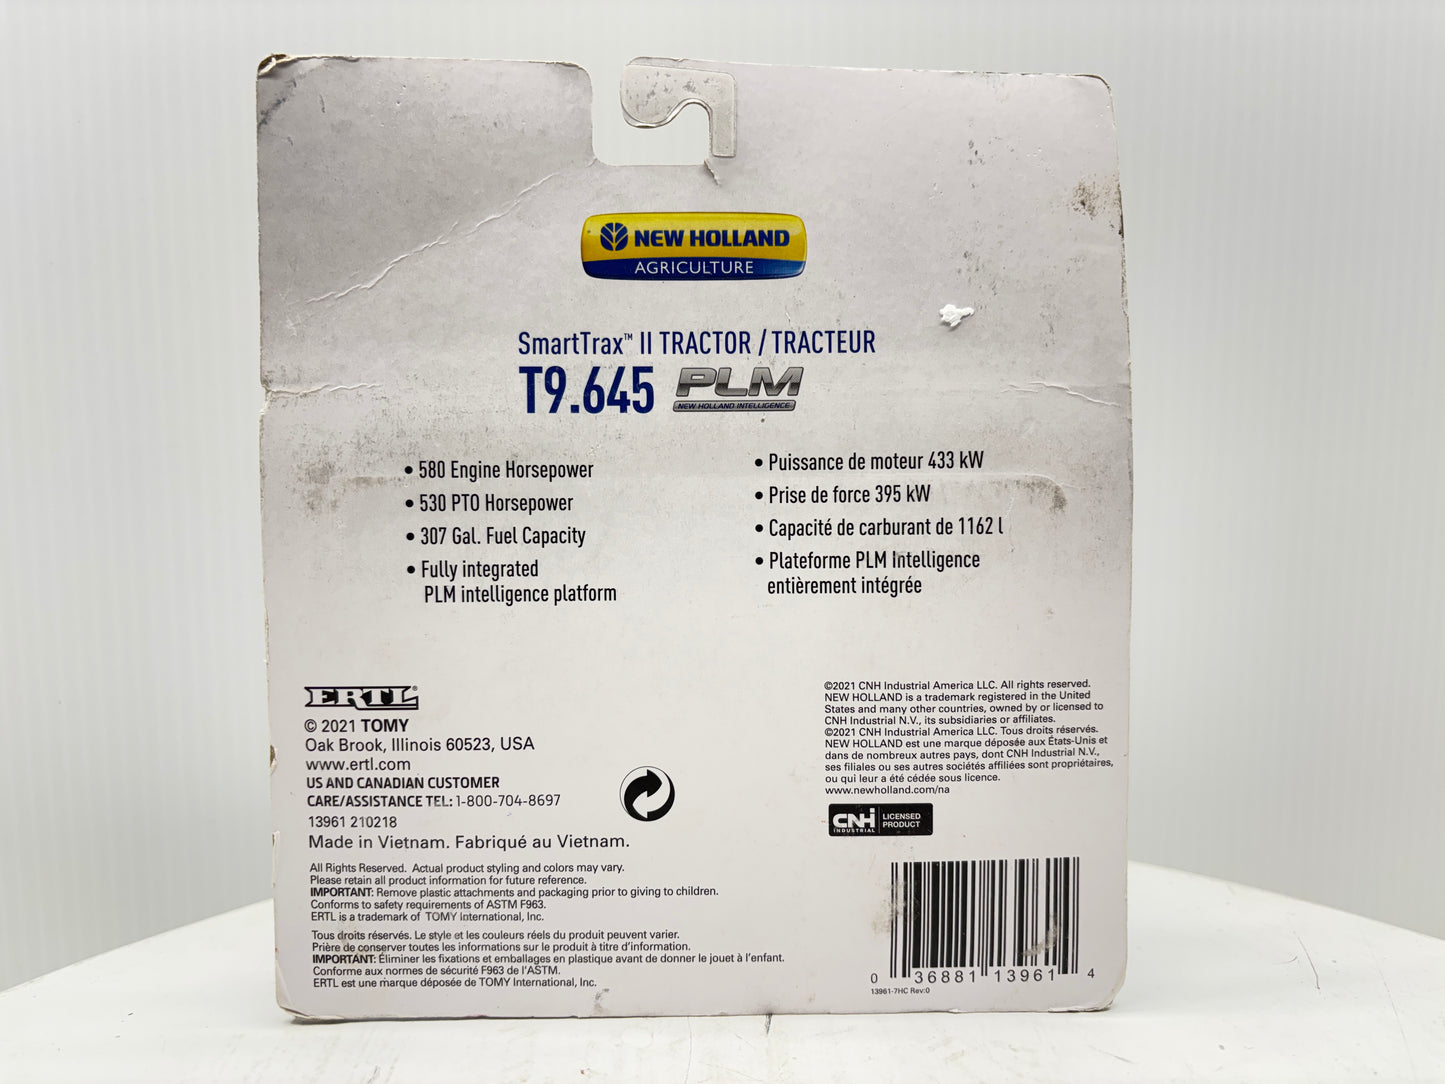 NEW HOLLAND
AGRICULTURE
SmartTrax™ II TRACTOR / TRACTEUR
T9.645 PLM
NEW HOLLAND INTELLIGENCE
• 580 Engine Horsepower
• 530 PTO Horsepower
• 307 Gal. Fuel Capacity
• Fully integrated
PLM intelligence platform
• Puissance de moteur 433 kW
• Prise de force 395 kW
• Capacité de carburant de 1162 l
• Plateforme PLM Intelligence
entièrement intégrée
ERTL®
© 2021 TOMY
Oak Brook, Illinois 60523, USA
www.ertl.com
US AND CANADIAN CUSTOMER
CARE/ASSISTANCE TEL: 1-800-704-8697
13961 210218
Made in Vietnam. Fabriqué au Vietnam.
All Rights Reserved. Actual product styling and colors may vary.
Please retain all product information for future reference.
IMPORTANT: Remove plastic attachments and packaging prior to giving to children.
Conforms to safety requirements of ASTM F963.
ERTL is a trademark of TOMY International, Inc.
Tous droits réservés. Le style et les couleurs réels du produit peuvent varier.
Prière de conserver toutes les informations sur le produit à titre d'information.
IMPORTANT: Éliminer les fixations et emballages en plastique avant de donner le jouet à l'enfant.
Conforme aux normes de sécurité F963 de l'ASTM.
ERTL est une marque déposée de TOMY International, Inc.
©2021 CNH Industrial America LLC. All rights reserved.
NEW HOLLAND is a trademark registered in the United
States and many other countries, owned by or licensed to
CNH Industrial N.V., its subsidiaries or affiliates.
©2021 CNH Industrial America LLC. Tous droits réservés.
NEW HOLLAND est une marque déposée aux États-Unis et
dans de nombreux autres pays, dont CNH Industrial N.V.,
ses filiales ou ses autres sociétés affiliées sont propriétaires,
ou qui leur a été cédée sous licence.
www.newholland.com/na
CNH INDUSTRIAL
LICENSED
PRODUCT
0 36881 13961 4
13961-7HC Rev:0